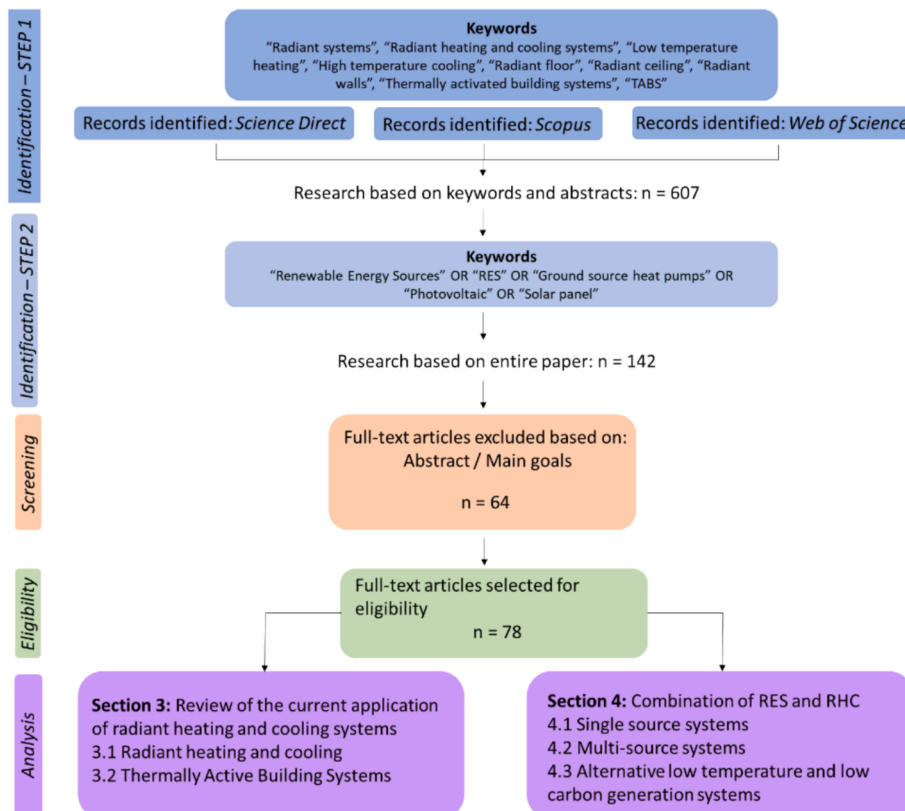 Identification – STEP 1
Keywords
“Radiant systems”, “Radiant heating and cooling systems”, “Low temperature
heating”, “High temperature cooling”, “Radiant floor”, “Radiant ceiling”, “Radiant
walls”, “Thermally activated building systems”, “TABS”
Records identified: Science Direct
Records identified: Scopus
Records identified: Web of Science
Research based on keywords and abstracts: n = 607
Identification – STEP 2
Keywords
“Renewable Energy Sources” OR “RES” OR “Ground source heat pumps” OR
“Photovoltaic” OR “Solar panel”
Research based on entire paper: n = 142
Screening
Full-text articles excluded based on:
Abstract / Main goals
n = 64
Eligibility
Full-text articles selected for
eligibility
n = 78
Analysis
Section 3: Review of the current application
of radiant heating and cooling systems
3.1 Radiant heating and cooling
3.2 Thermally Active Building Systems
Section 4: Combination of RES and RHC
4.1 Single source systems
4.2 Multi-source systems
4.3 Alternative low temperature and low
carbon generation systems